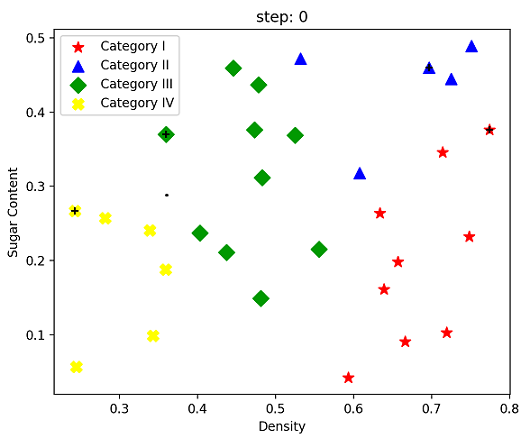 step: 0
0.5
0.4
0.3
0.2
0.1
Sugar Content
Category I
Category II
Category III
Category IV
0.3 0.4 0.5 0.6 0.7 0.8
Density